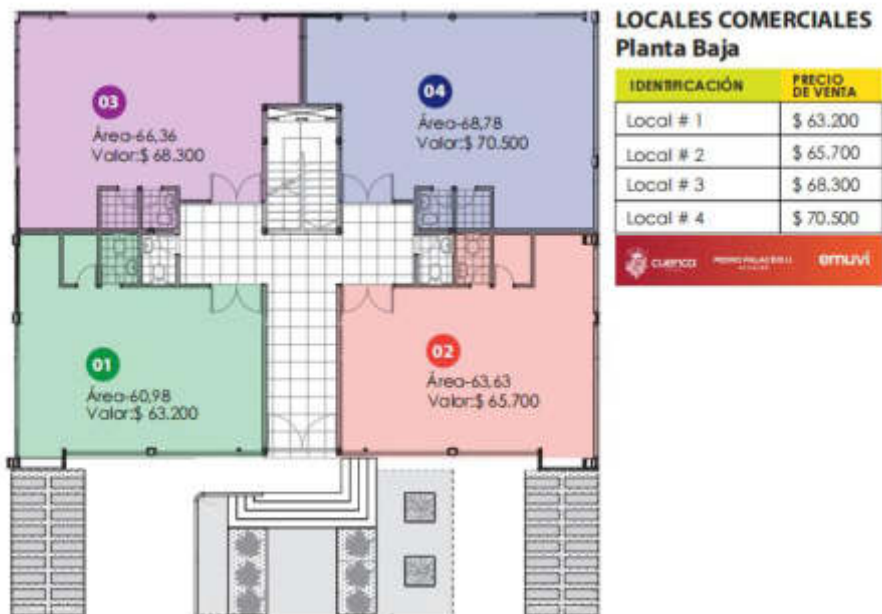 LOCALES COMERCIALES
Planta Baja
IDENTIFICACIÓN PRECIO DE VENTA
Local # 1 $ 63.200
Local # 2 $ 65.700
Local # 3 $ 68.300
Local # 4 $ 70.500
cuenca emuvi
03
Área-66,36
Valor:$ 68.300
04
Área-68,78
Valor:$ 70.500
01
Área-60,98
Valor:$ 63.200
02
Área-63,63
Valor:$ 65.700